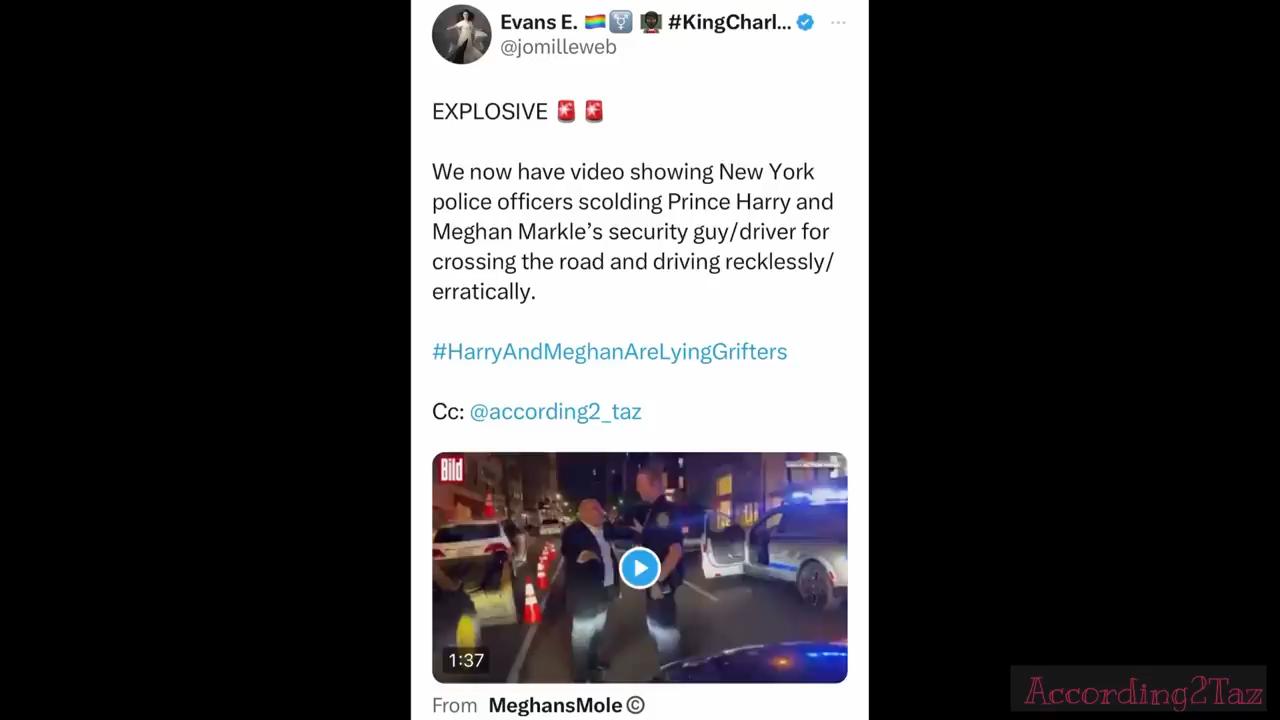 Evans E. 🏳️‍🌈⚧️ 👩🏿‍🏫 #KingCharl...
@jomilleweb
EXPLOSIVE 🚨 🚨
We now have video showing New York
police officers scolding Prince Harry and
Meghan Markle’s security guy/driver for
crossing the road and driving recklessly/
erratically.
#HarryAndMeghanAreLyingGrifters
Cc: @according2_taz
Bild
1:37
From MeghansMole©
According2Taz